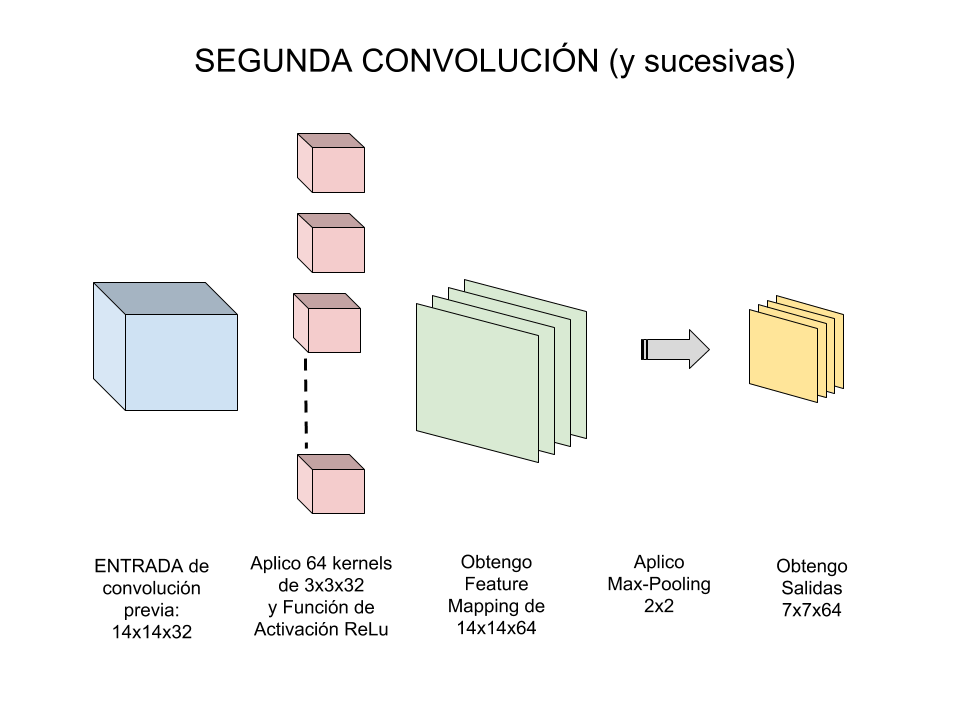 SEGUNDA CONVOLUCIÓN (y sucesivas)
ENTRADA de
convolución
previa:
14x14x32
Aplico 64 kernels
de 3x3x32
y Función de
Activación ReLu
Obtengo
Feature
Mapping de
14x14x64
Aplico
Max-Pooling
2x2
Obtengo
Salidas
7x7x64